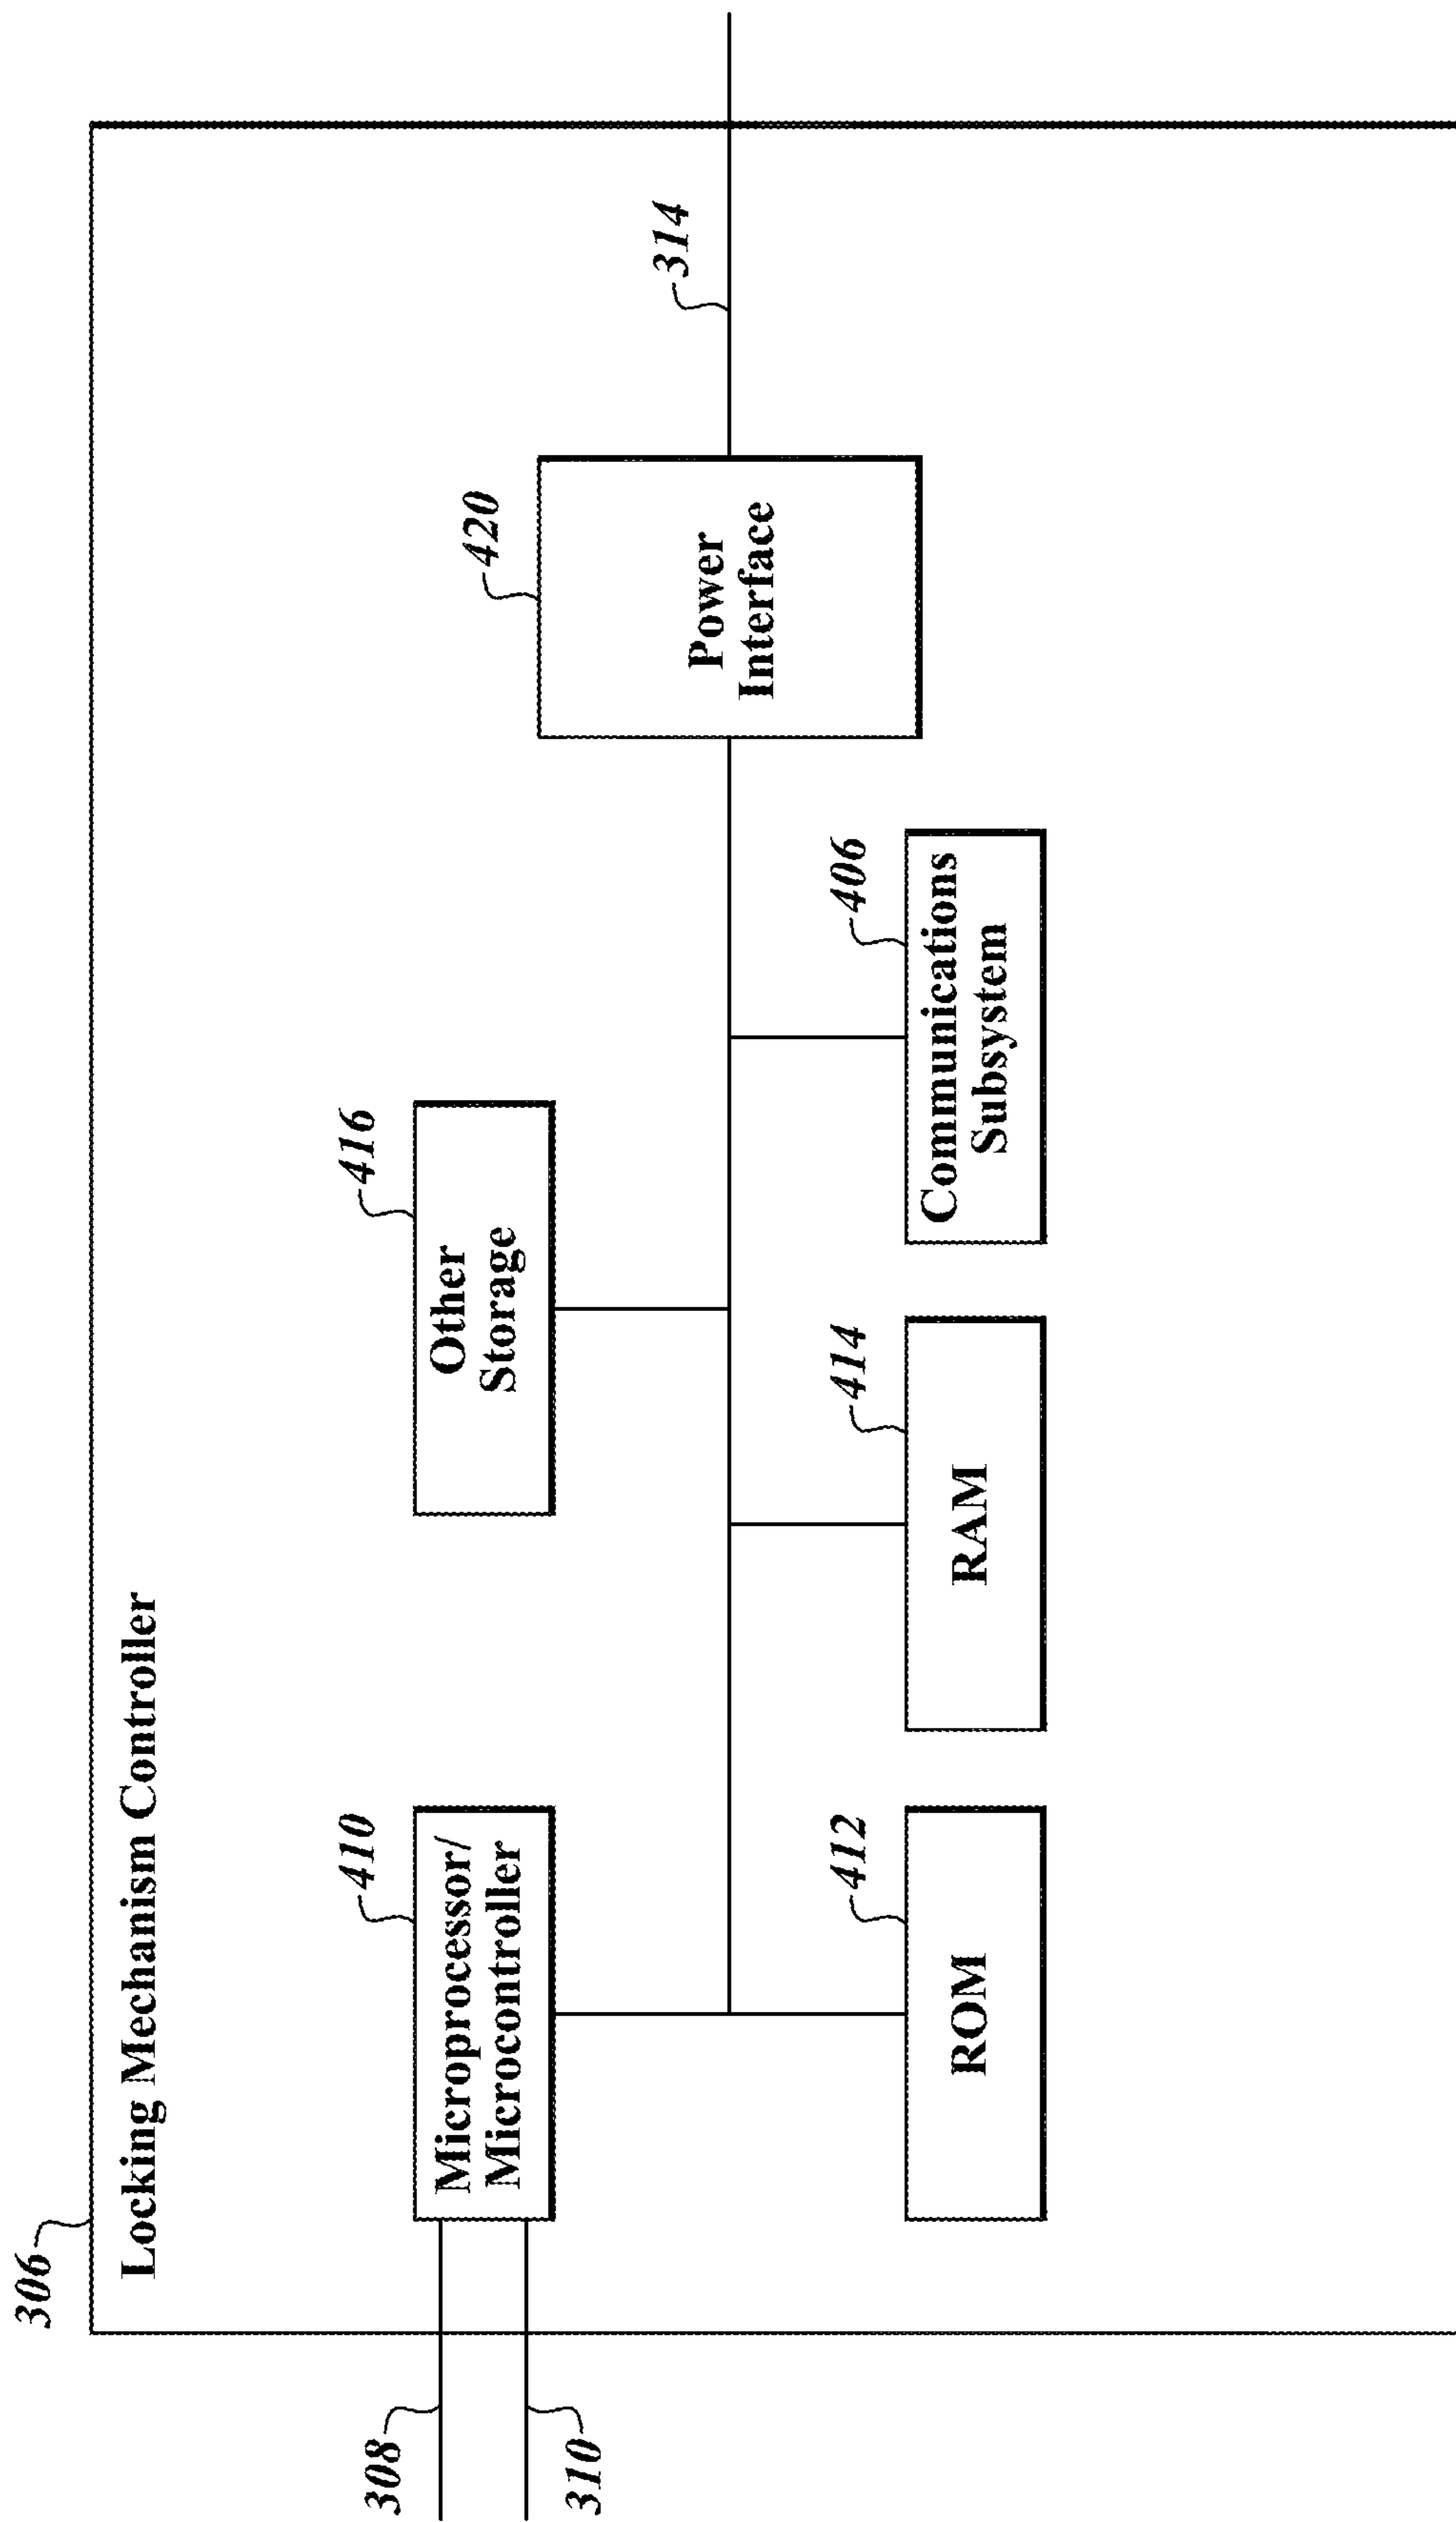 306
Locking Mechanism Controller
308
310
410
Microprocessor/
Microcontroller
416
Other
Storage
420
Power
Interface
314
412
ROM
414
RAM
406
Communications
Subsystem